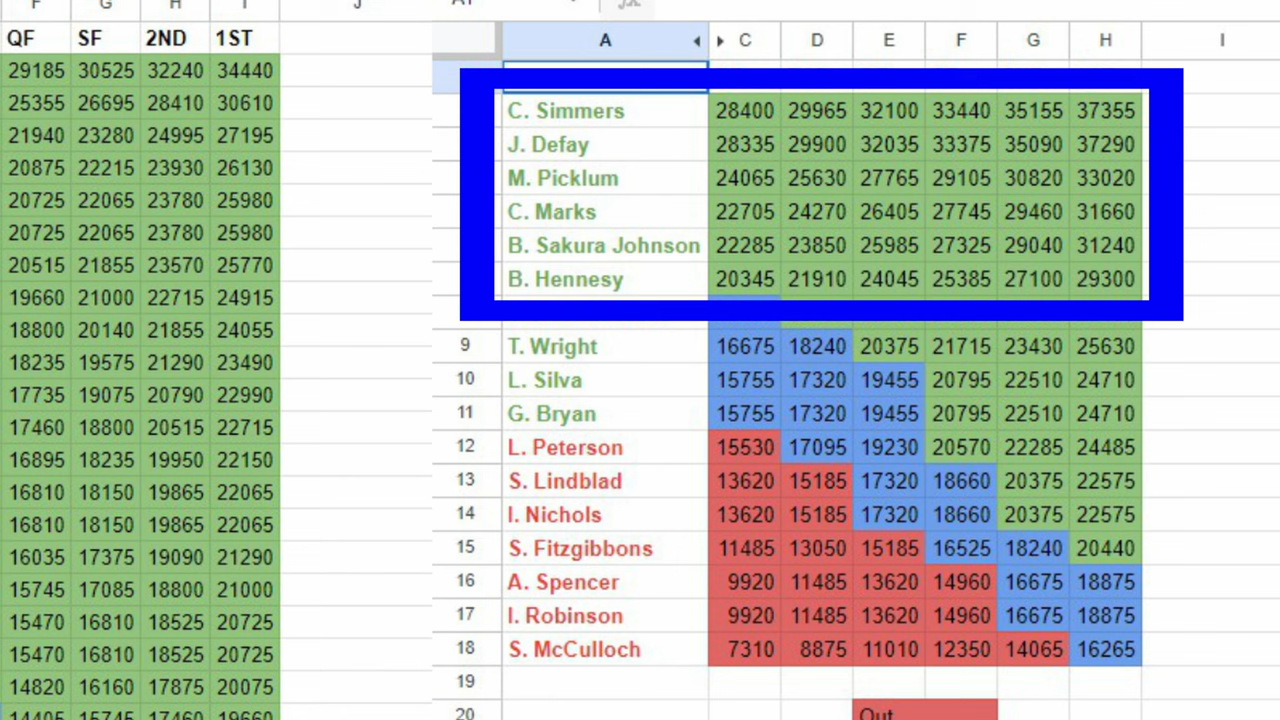 F G H I J
QF SF 2ND 1ST
29185 30525 32240 34440
25355 26695 28410 30610
21940 23280 24995 27195
20875 22215 23930 26130
20725 22065 23780 25980
20725 22065 23780 25980
20515 21855 23570 25770
19660 21000 22715 24915
18800 20140 21855 24055
18235 19575 21290 23490
17735 19075 20790 22990
17460 18800 20515 22715
16895 18235 19950 22150
16810 18150 19865 22065
16810 18150 19865 22065
16035 17375 19090 21290
15745 17085 18800 21000
15470 16810 18525 20725
15470 16810 18525 20725
14820 16160 17875 20075
14405 15745 17460 19660
A1 fx
A C D E F G H I
C. Simmers 28400 29965 32100 33440 35155 37355
J. Defay 28335 29900 32035 33375 35090 37290
M. Picklum 24065 25630 27765 29105 30820 33020
C. Marks 22705 24270 26405 27745 29460 31660
B. Sakura Johnson 22285 23850 25985 27325 29040 31240
B. Hennesy 20345 21910 24045 25385 27100 29300
9 T. Wright 16675 18240 20375 21715 23430 25630
10 L. Silva 15755 17320 19455 20795 22510 24710
11 G. Bryan 15755 17320 19455 20795 22510 24710
12 L. Peterson 15530 17095 19230 20570 22285 24485
13 S. Lindblad 13620 15185 17320 18660 20375 22575
14 I. Nichols 13620 15185 17320 18660 20375 22575
15 S. Fitzgibbons 11485 13050 15185 16525 18240 20440
16 A. Spencer 9920 11485 13620 14960 16675 18875
17 I. Robinson 9920 11485 13620 14960 16675 18875
18 S. McCulloch 7310 8875 11010 12350 14065 16265
19
20 Out